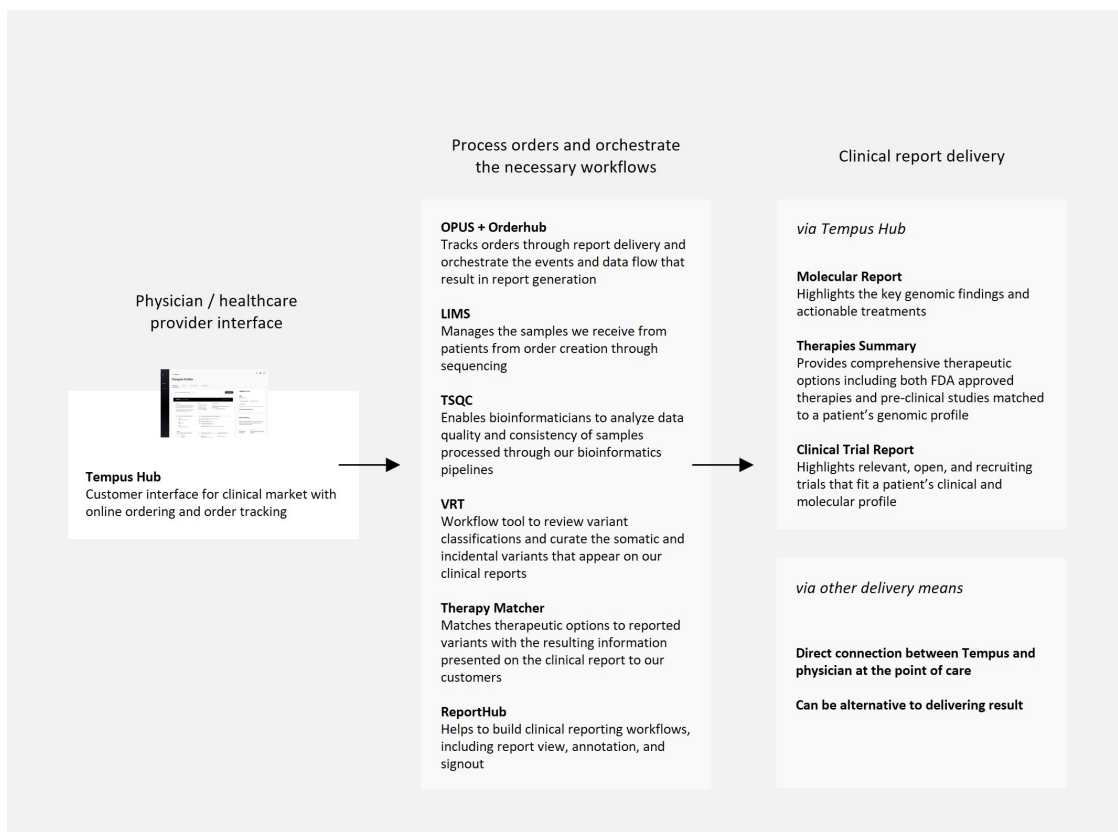 Physician / healthcare
provider interface
Tempus Hub
Customer interface for clinical market with
online ordering and order tracking
Process orders and orchestrate
the necessary workflows
OPUS + Orderhub
Tracks orders through report delivery and
orchestrate the events and data flow that
result in report generation
LIMS
Manages the samples we receive from
patients from order creation through
sequencing
TSQC
Enables bioinformaticians to analyze data
quality and consistency of samples
processed through our bioinformatics
pipelines
VRT
Workflow tool to review variant
classifications and curate the somatic and
incidental variants that appear on our
clinical reports
Therapy Matcher
Matches therapeutic options to reported
variants with the resulting information
presented on the clinical report to our
customers
ReportHub
Helps to build clinical reporting workflows,
including report view, annotation, and
signout
Clinical report delivery
via Tempus Hub
Molecular Report
Highlights the key genomic findings and
actionable treatments
Therapies Summary
Provides comprehensive therapeutic
options including both FDA approved
therapies and pre-clinical studies matched
to a patient’s genomic profile
Clinical Trial Report
Highlights relevant, open, and recruiting
trials that fit a patient’s clinical and
molecular profile
via other delivery means
Direct connection between Tempus and
physician at the point of care
Can be alternative to delivering result